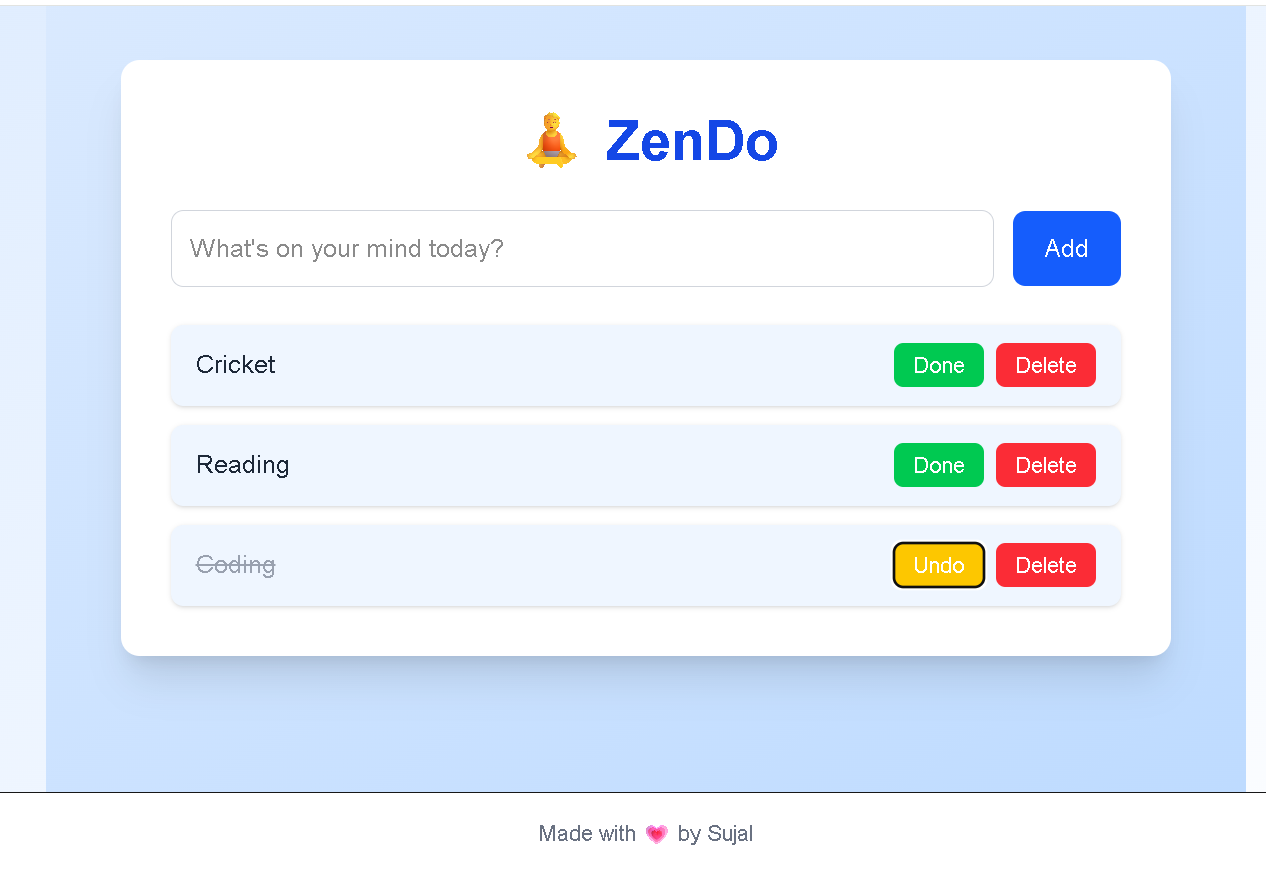 🧘 ZenDo
What's on your mind today? Add
Cricket Done Delete
Reading Done Delete
Coding Undo Delete
Made with 💗 by Sujal